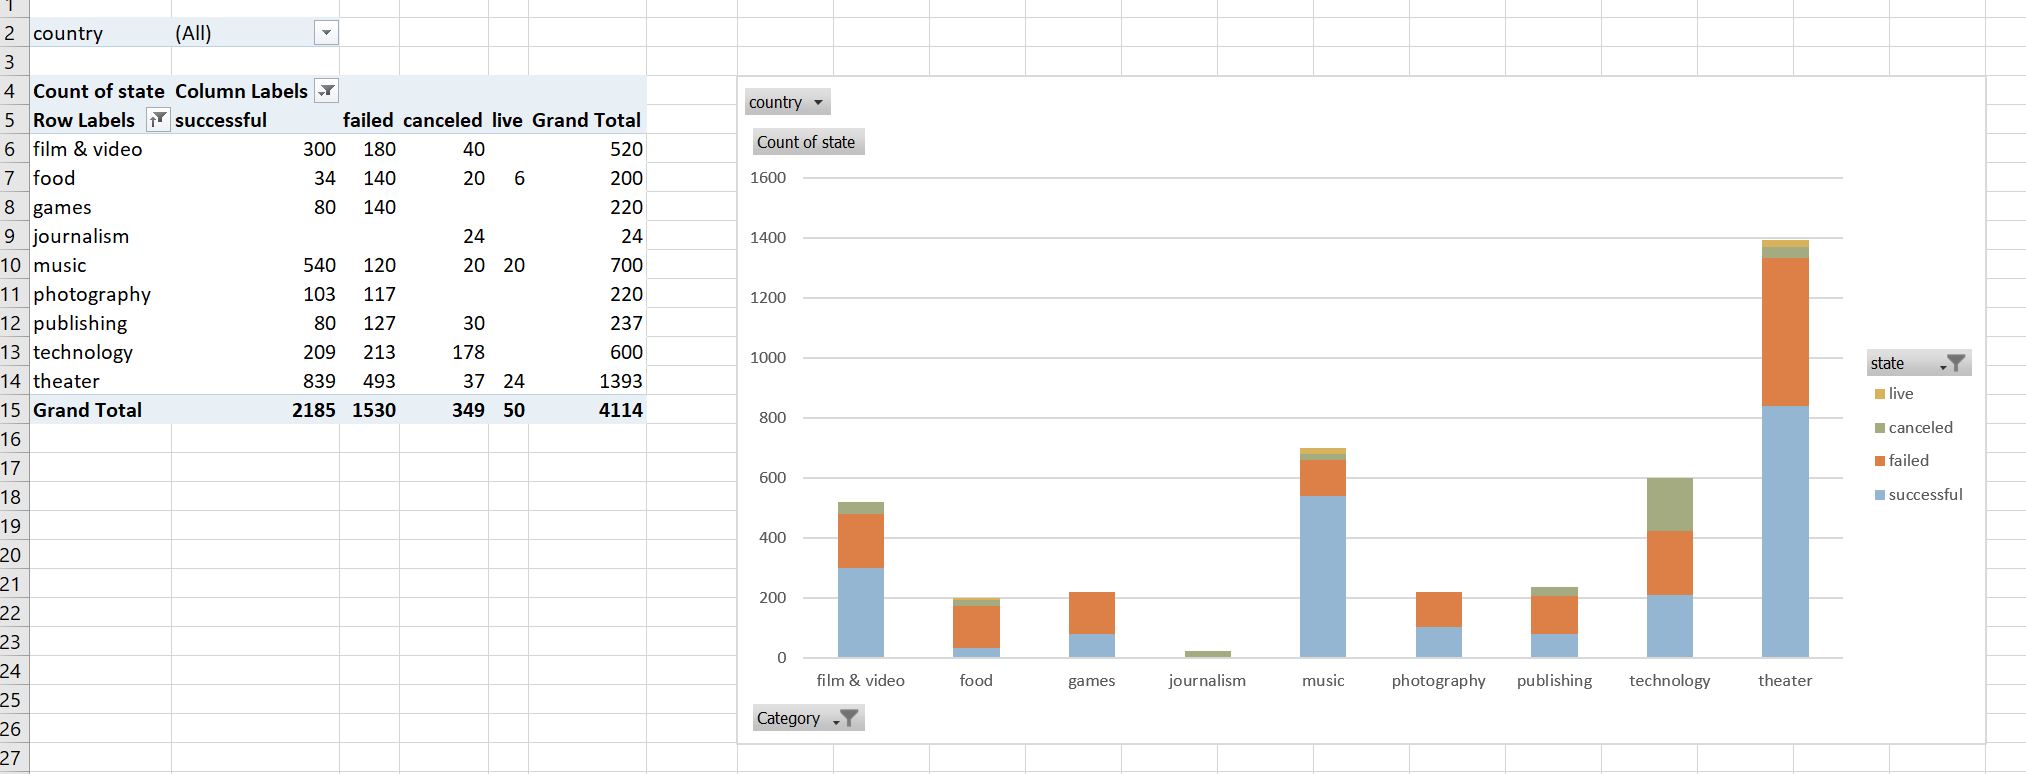 1
2 country (All)
3
4 Count of state Column Labels
5 Row Labels successful failed canceled live Grand Total
6 film & video 300 180 40 520
7 food 34 140 20 6 200
8 games 80 140 220
9 journalism 24 24
10 music 540 120 20 20 700
11 photography 103 117 220
12 publishing 80 127 30 237
13 technology 209 213 178 600
14 theater 839 493 37 24 1393
15 Grand Total 2185 1530 349 50 4114
16
17
18
19
20
21
22
23
24
25
26
27
country
Count of state
1600
1400
1200
1000
800
600
400
200
0
film & video food games journalism music photography publishing technology theater
Category
state
live
canceled
failed
successful